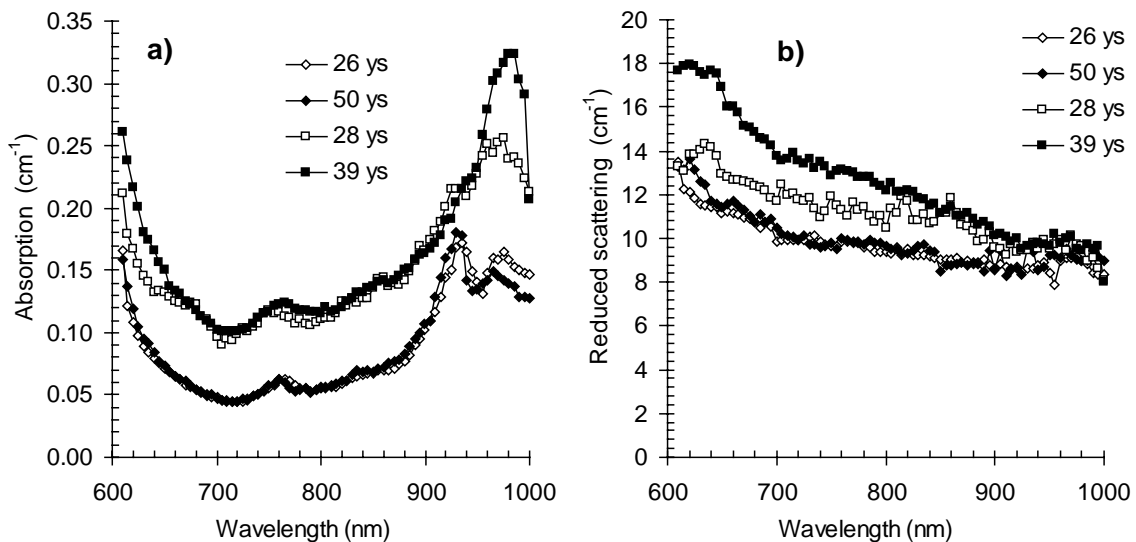 a)
26 ys
50 ys
28 ys
39 ys
Absorption (cm-1)
0.35
0.30
0.25
0.20
0.15
0.10
0.05
0.00
600 700 800 900 1000
Wavelength (nm)
b)
26 ys
50 ys
28 ys
39 ys
Reduced scattering (cm-1)
20
18
16
14
12
10
8
6
4
2
0
600 700 800 900 1000
Wavelength (nm)